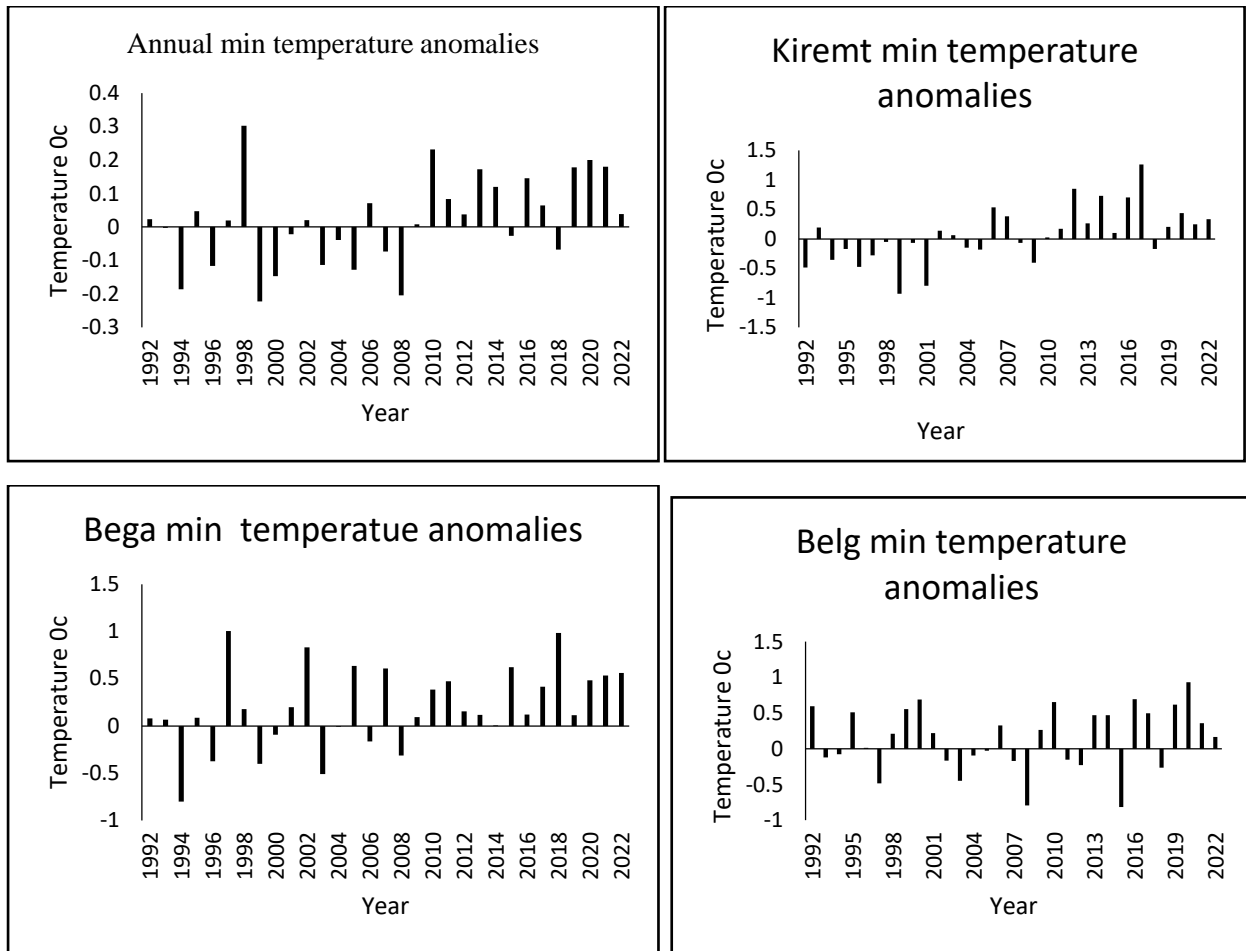 Annual min temperature anomalies
Temperature 0c
0.4
0.3
0.2
0.1
0
-0.1
-0.2
-0.3
1992 1994 1996 1998 2000 2002 2004 2006 2008 2010 2012 2014 2016 2018 2020 2022
Year
Kiremt min temperature
anomalies
Temperature 0c
1.5
1
0.5
0
-0.5
-1
-1.5
1992 1995 1998 2001 2004 2007 2010 2013 2016 2019 2022
Year
Bega min temperatue anomalies
Temperature 0c
1.5
1
0.5
0
-0.5
-1
1992 1994 1996 1998 2000 2002 2004 2006 2008 2010 2012 2014 2016 2018 2020 2022
Year
Belg min temperature
anomalies
Temperature 0c
1.5
1
0.5
0
-0.5
-1
1992 1995 1998 2001 2004 2007 2010 2013 2016 2019 2022
Year